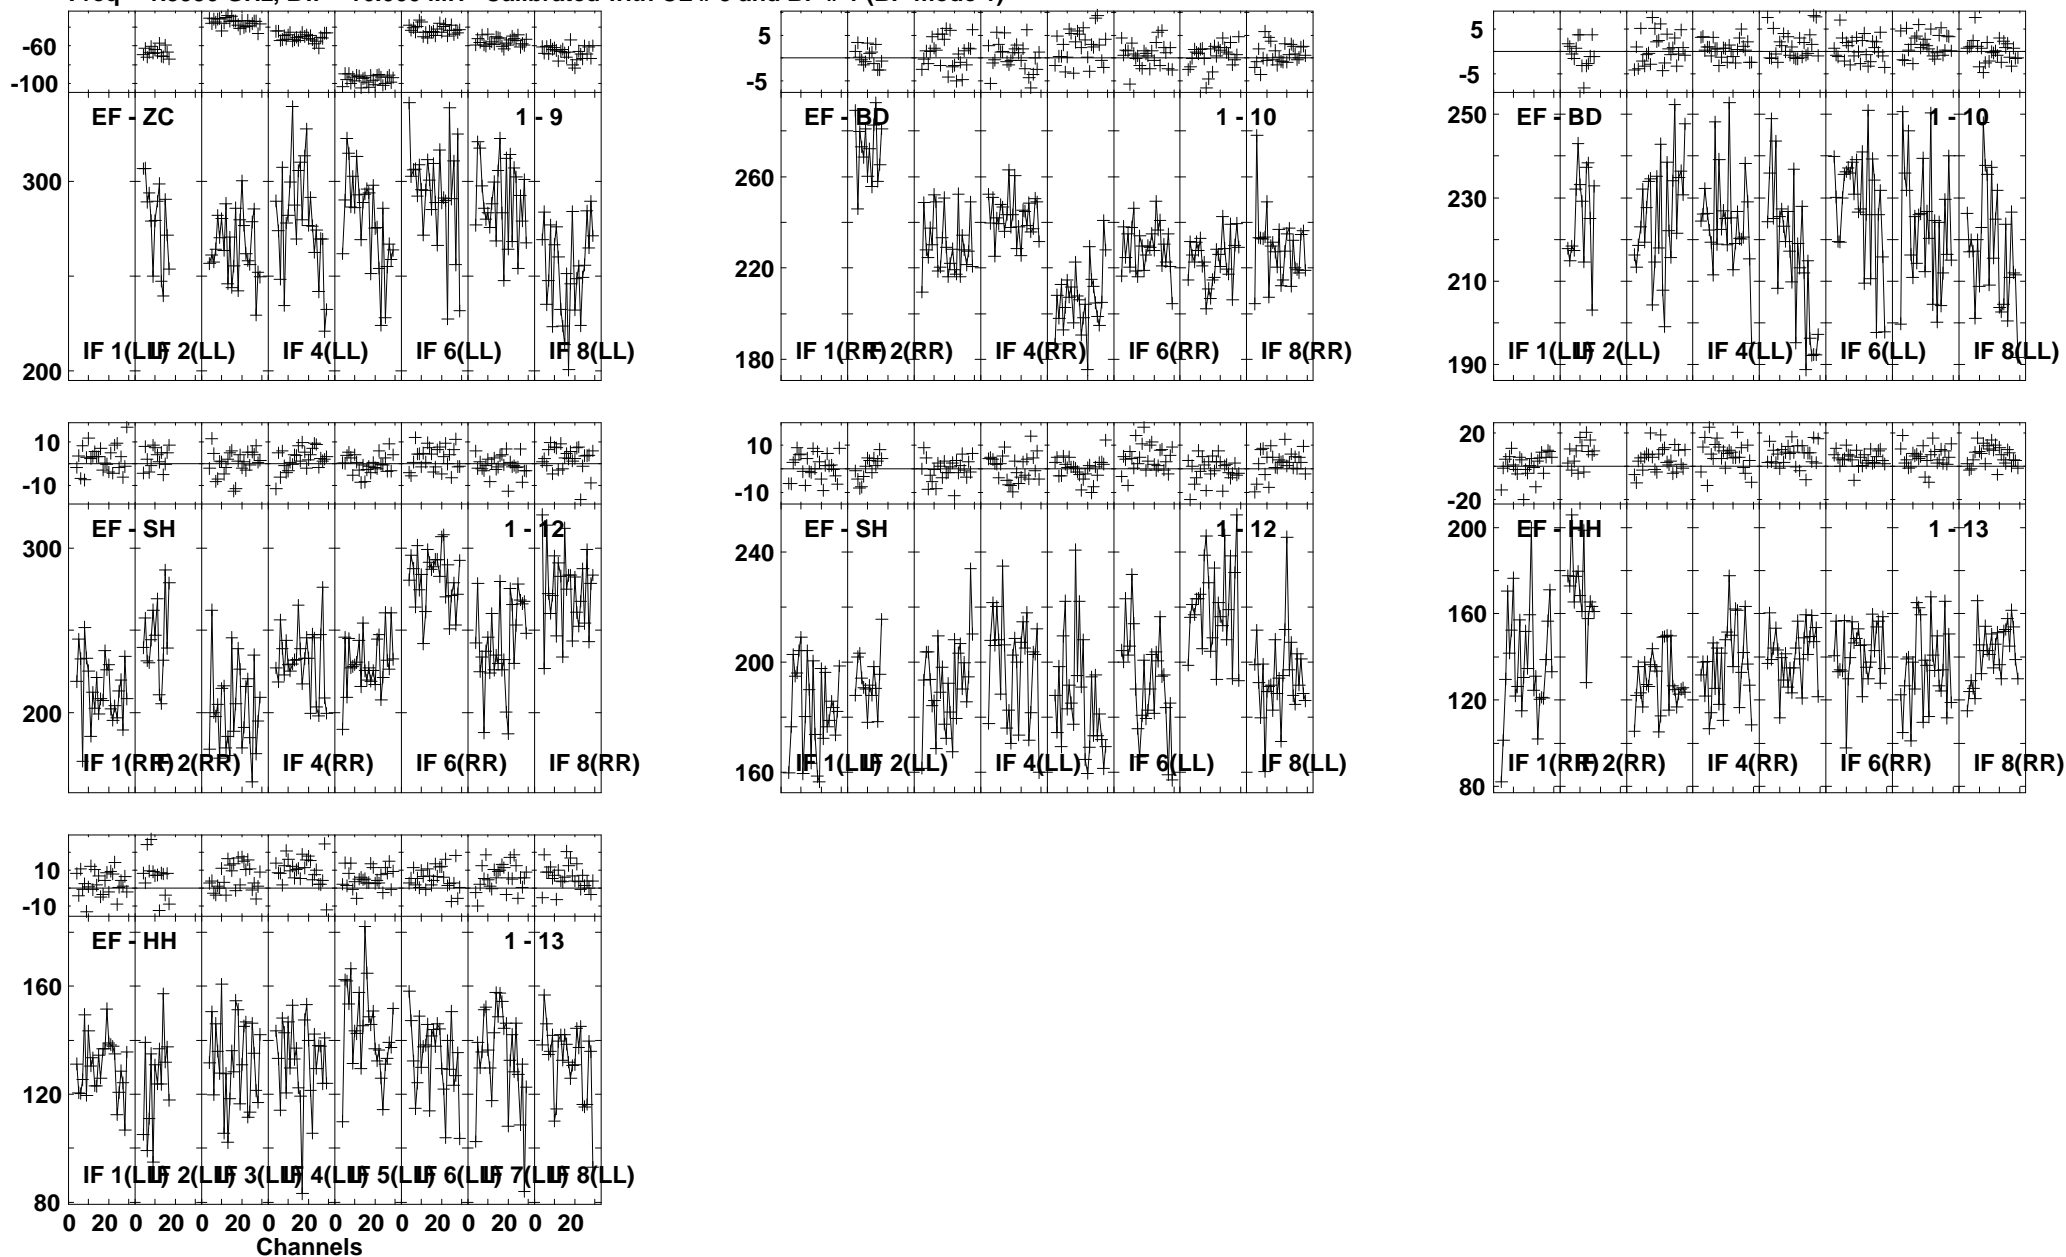 -60
-100
EF - ZC 1 - 9
300
200
IF 1(LL) IF 2(LL) IF 4(LL) IF 6(LL) IF 8(LL)
5
-5
EF - BD 1 - 10
260
220
180
IF 1(RR) IF 2(RR) IF 4(RR) IF 6(RR) IF 8(RR)
5
-5
250
EF - BD 1 - 10
230
210
190
IF 1(LL) IF 2(LL) IF 4(LL) IF 6(LL) IF 8(LL)
10
-10
EF - SH 1 - 12
300
200
IF 1(RR) IF 2(RR) IF 4(RR) IF 6(RR) IF 8(RR)
10
-10
EF - SH 1 - 12
240
200
160
IF 1(LL) IF 2(LL) IF 4(LL) IF 6(LL) IF 8(LL)
20
-20
200
EF - HH 1 - 13
160
120
80
IF 1(RR) IF 2(RR) IF 4(RR) IF 6(RR) IF 8(RR)
10
-10
EF - HH 1 - 13
160
120
80
IF 1(LL) IF 2(LL) IF 3(LL) IF 4(LL) IF 5(LL) IF 6(LL) IF 7(LL) IF 8(LL)
0 20 0 20 0 20 0 20 0 20 0 20 0 20 0 20
Channels